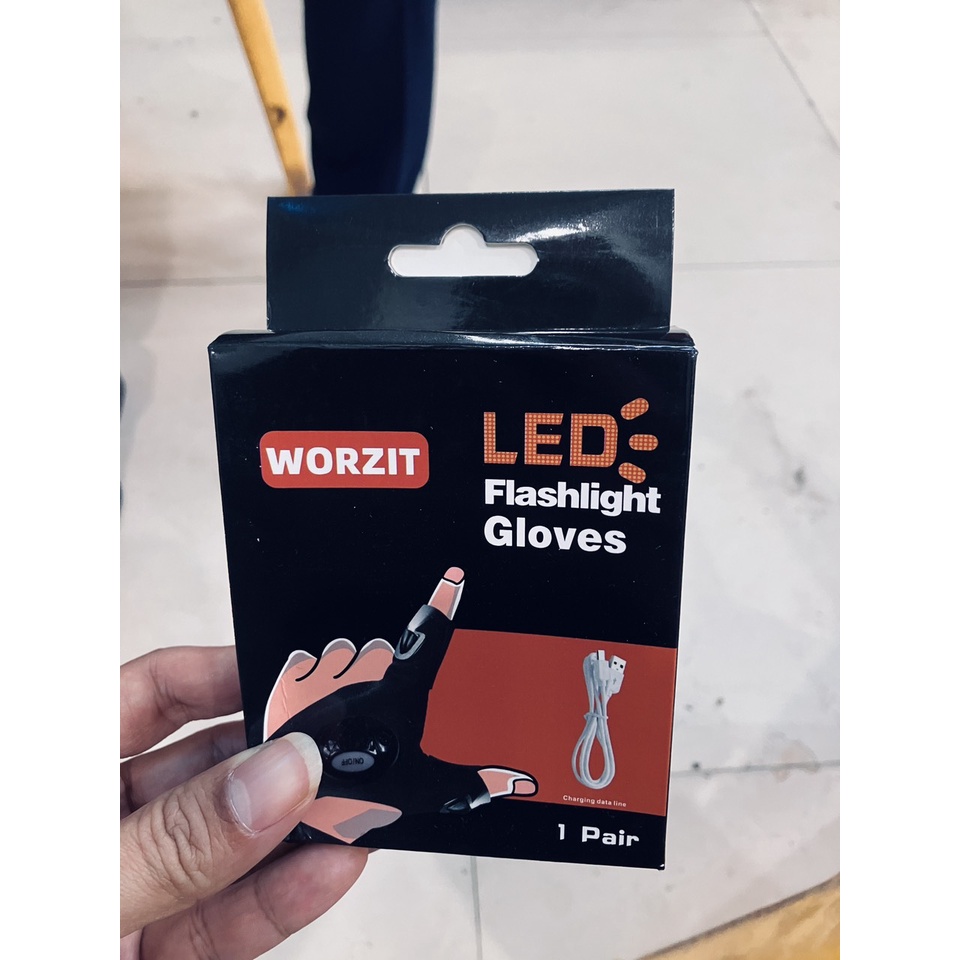 WORZIT
LED
Flashlight
Gloves
ON/OFF
Charging data line
1 Pair